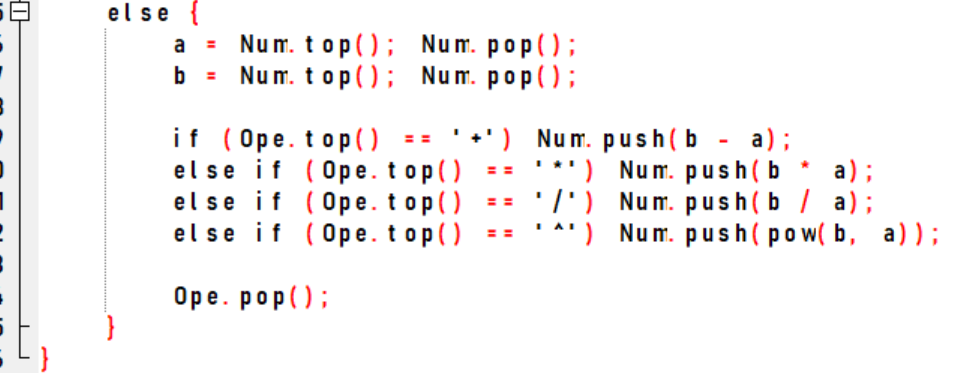 else {
a = Num.top(); Num.pop();
b = Num.top(); Num.pop();
if (Ope.top() == '+') Num.push(b - a);
else if (Ope.top() == '*') Num.push(b * a);
else if (Ope.top() == '/') Num.push(b / a);
else if (Ope.top() == '^') Num.push(pow(b, a));
Ope.pop();
}
}